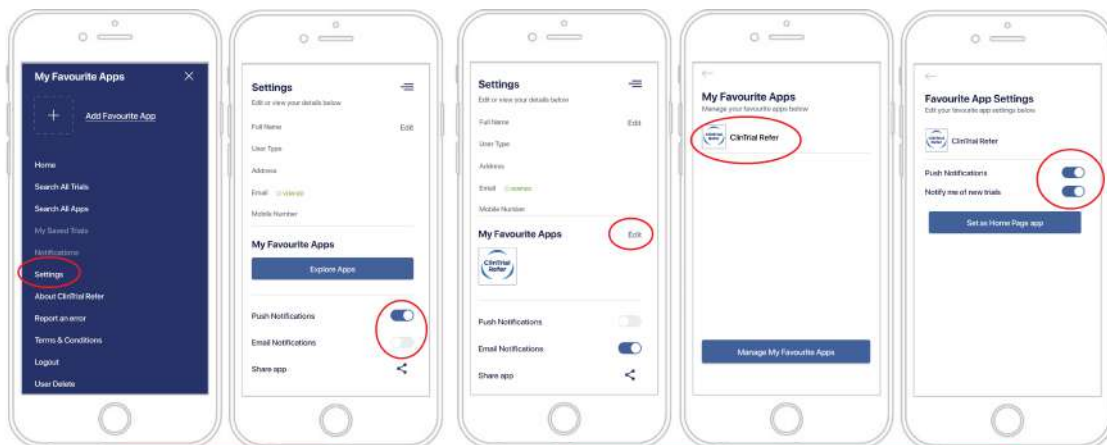 My Favourite Apps
Add Favourite App
Home
Search All Trials
Search All Apps
My Saved Trials
Notifications
Settings
About ClinTrial Refer
Report an error
Terms & Conditions
Logout
User Delete
Settings
Edit or view your details below
Full Name Edit
User Type
Address
Email VERIFIED
Mobile Number
My Favourite Apps
Explore Apps
Push Notifications
Email Notifications
Share app
Settings
Edit or view your details below
Full Name Edit
User Type
Address
Email VERIFIED
Mobile Number
My Favourite Apps Edit
ClinTrial
Refer
Push Notifications
Email Notifications
Share app
My Favourite Apps
Manage your favourite apps below
ClinTrial Refer
Manage My Favourite Apps
Favourite App Settings
Edit your favourite app settings below
ClinTrial Refer
Push Notifications
Notify me of new trials
Set as Home Page app